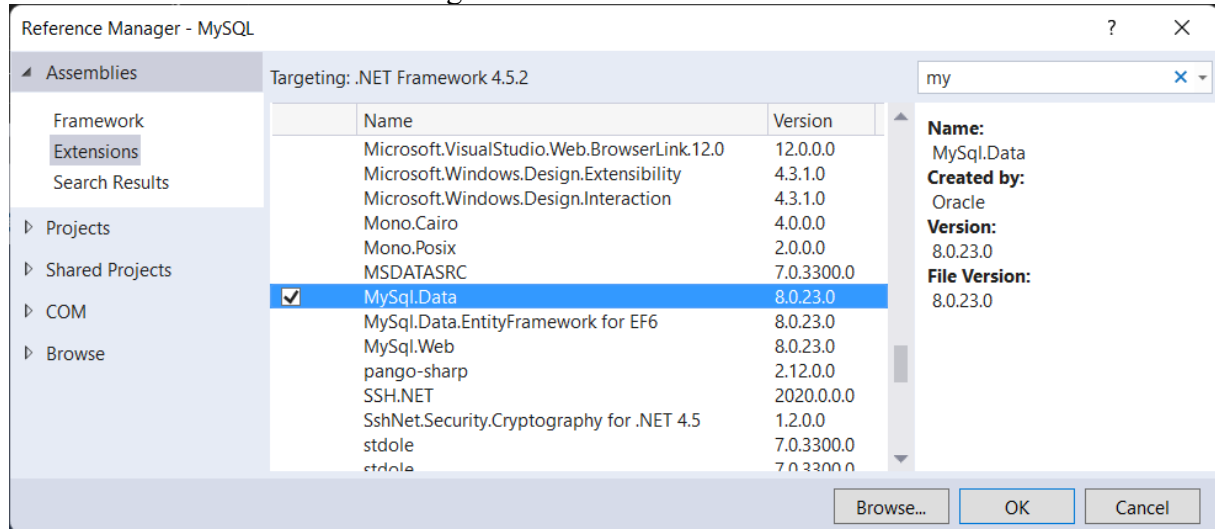 Reference Manager - MySQL
?
Assemblies
Targeting: .NET Framework 4.5.2
my
Framework
Extensions
Search Results
Projects
Shared Projects
COM
Browse
Name Version
Microsoft.VisualStudio.Web.BrowserLink.12.0 12.0.0.0
Microsoft.Windows.Design.Extensibility 4.3.1.0
Microsoft.Windows.Design.Interaction 4.3.1.0
Mono.Cairo 4.0.0.0
Mono.Posix 2.0.0.0
MSDATASRC 7.0.3300.0
MySql.Data 8.0.23.0
MySql.Data.EntityFramework for EF6 8.0.23.0
MySql.Web 8.0.23.0
pango-sharp 2.12.0.0
SSH.NET 2020.0.0.0
SshNet.Security.Cryptography for .NET 4.5 1.2.0.0
stdole 7.0.3300.0
stdole 7.0.3300.0
Name:
MySql.Data
Created by:
Oracle
Version:
8.0.23.0
File Version:
8.0.23.0
Browse...
OK
Cancel